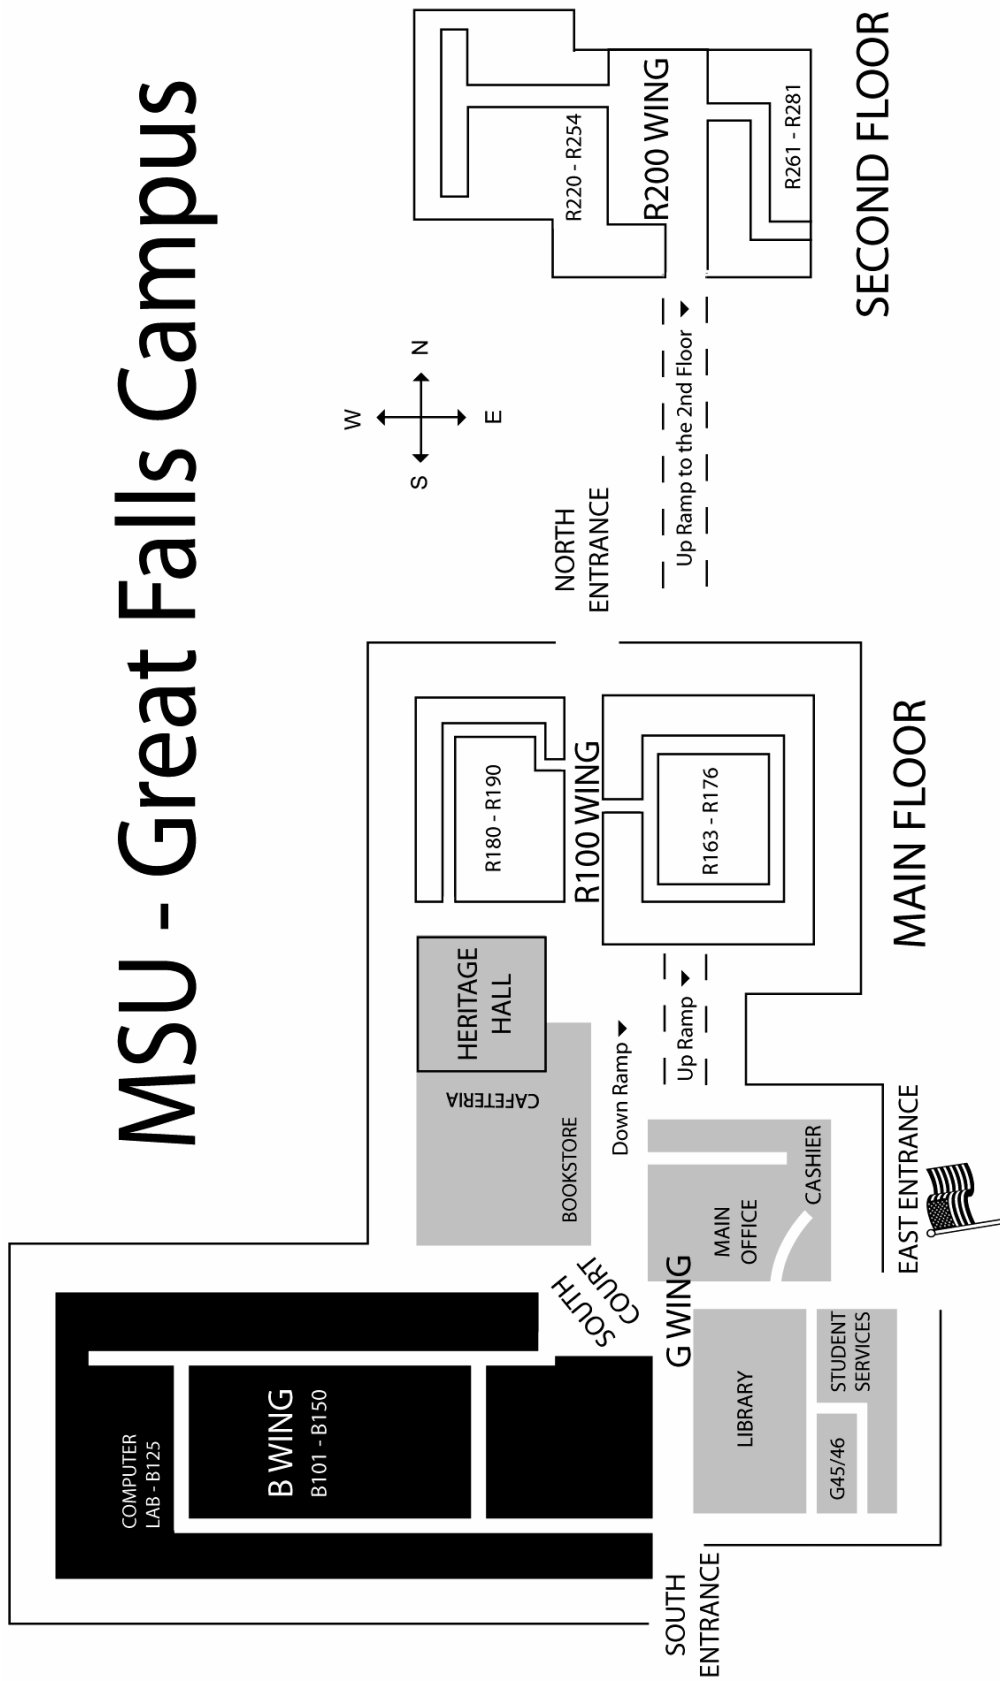 MSU - Great Falls Campus
W
N
S
E
R220 - R254
R200 WING
R261 - R281
SECOND FLOOR
Up Ramp to the 2nd Floor
NORTH
ENTRANCE
R180 - R190
R100 WING
R163 - R176
MAIN FLOOR
HERITAGE
HALL
CAFETERIA
BOOKSTORE
Down Ramp
Up Ramp
MAIN
OFFICE
CASHIER
EAST ENTRANCE
SOUTH
COURT
G WING
COMPUTER
LAB - B125
B WING
B101 - B150
LIBRARY
STUDENT
SERVICES
G45/46
SOUTH
ENTRANCE